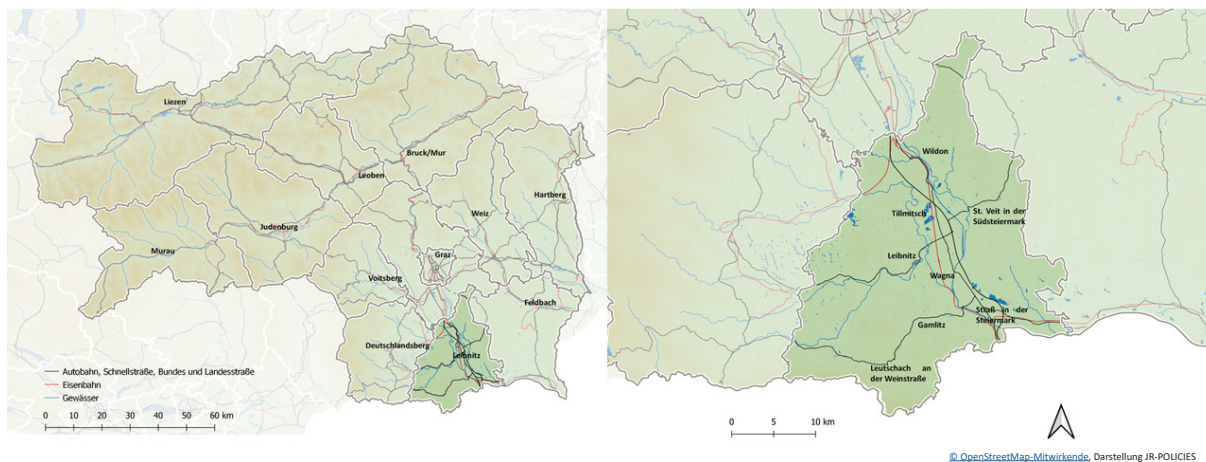 Liezen
Bruck/Mur
Leoben
Hartberg
Weiz
Judenburg
Murau
Graz
Voitsberg
Feldbach
Deutschlandsberg
Leibnitz
Autobahn, Schnellstraße, Bundes und Landesstraße
Eisenbahn
Gewässer
0 10 20 30 40 50 60 km
Wildon
Tillmitsch
St. Veit in der
Südsteiermark
Leibnitz
Wagna
Straß in der
Steiermark
Gamlitz
Leutschach an
der Weinstraße
0 5 10 km
© OpenStreetMap-Mitwirkende, Darstellung JR-POLICIES